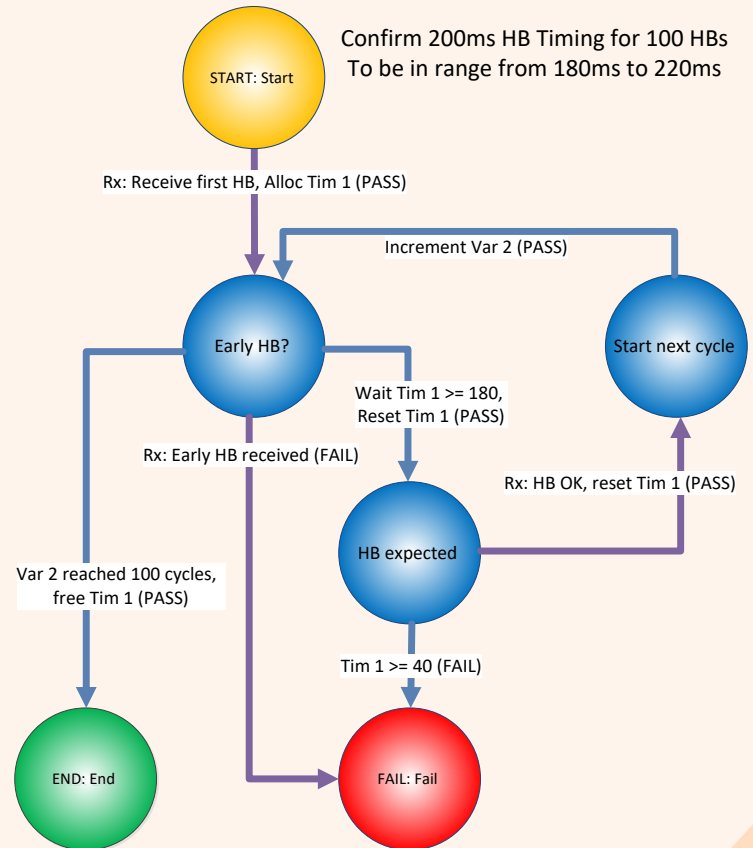 Confirm 200ms HB Timing for 100 HBs
To be in range from 180ms to 220ms
START: Start
Rx: Receive first HB, Alloc Tim 1 (PASS)
Increment Var 2 (PASS)
Early HB?
Start next cycle
Wait Tim 1 >= 180,
Reset Tim 1 (PASS)
Rx: Early HB received (FAIL)
Rx: HB OK, reset Tim 1 (PASS)
HB expected
Var 2 reached 100 cycles,
free Tim 1 (PASS)
Tim 1 >= 40 (FAIL)
END: End
FAIL: Fail